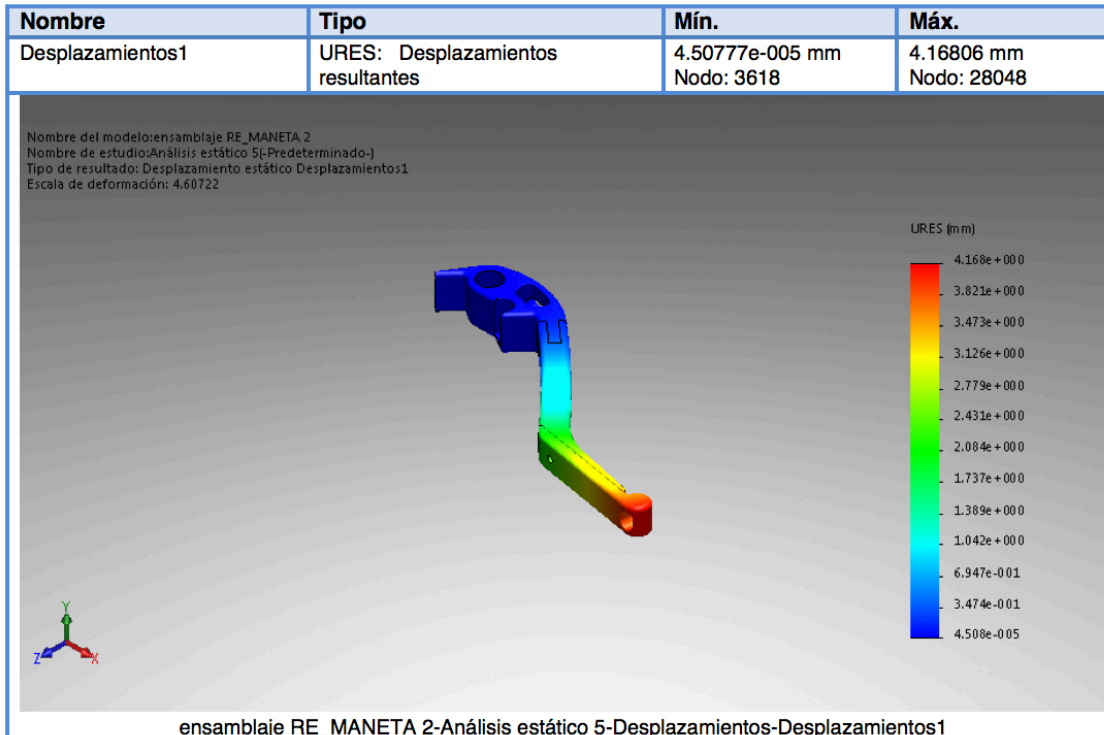 Nombre Tipo Mín. Máx.
Desplazamientos1 URES: Desplazamientos 4.50777e-005 mm 4.16806 mm
resultantes Nodo: 3618 Nodo: 28048
Nombre del modelo:ensamblaje RE_MANETA 2
Nombre de estudio:Análisis estático 5(-Predeterminado-)
Tipo de resultado: Desplazamiento estático Desplazamientos1
Escala de deformación: 4.60722
URES (mm)
4.168e+000
3.821e+000
3.473e+000
3.126e+000
2.779e+000
2.431e+000
2.084e+000
1.737e+000
1.389e+000
1.042e+000
6.947e-001
3.474e-001
4.508e-005
Y
Z X
ensamblaje RE_MANETA 2-Análisis estático 5-Desplazamientos-Desplazamientos1